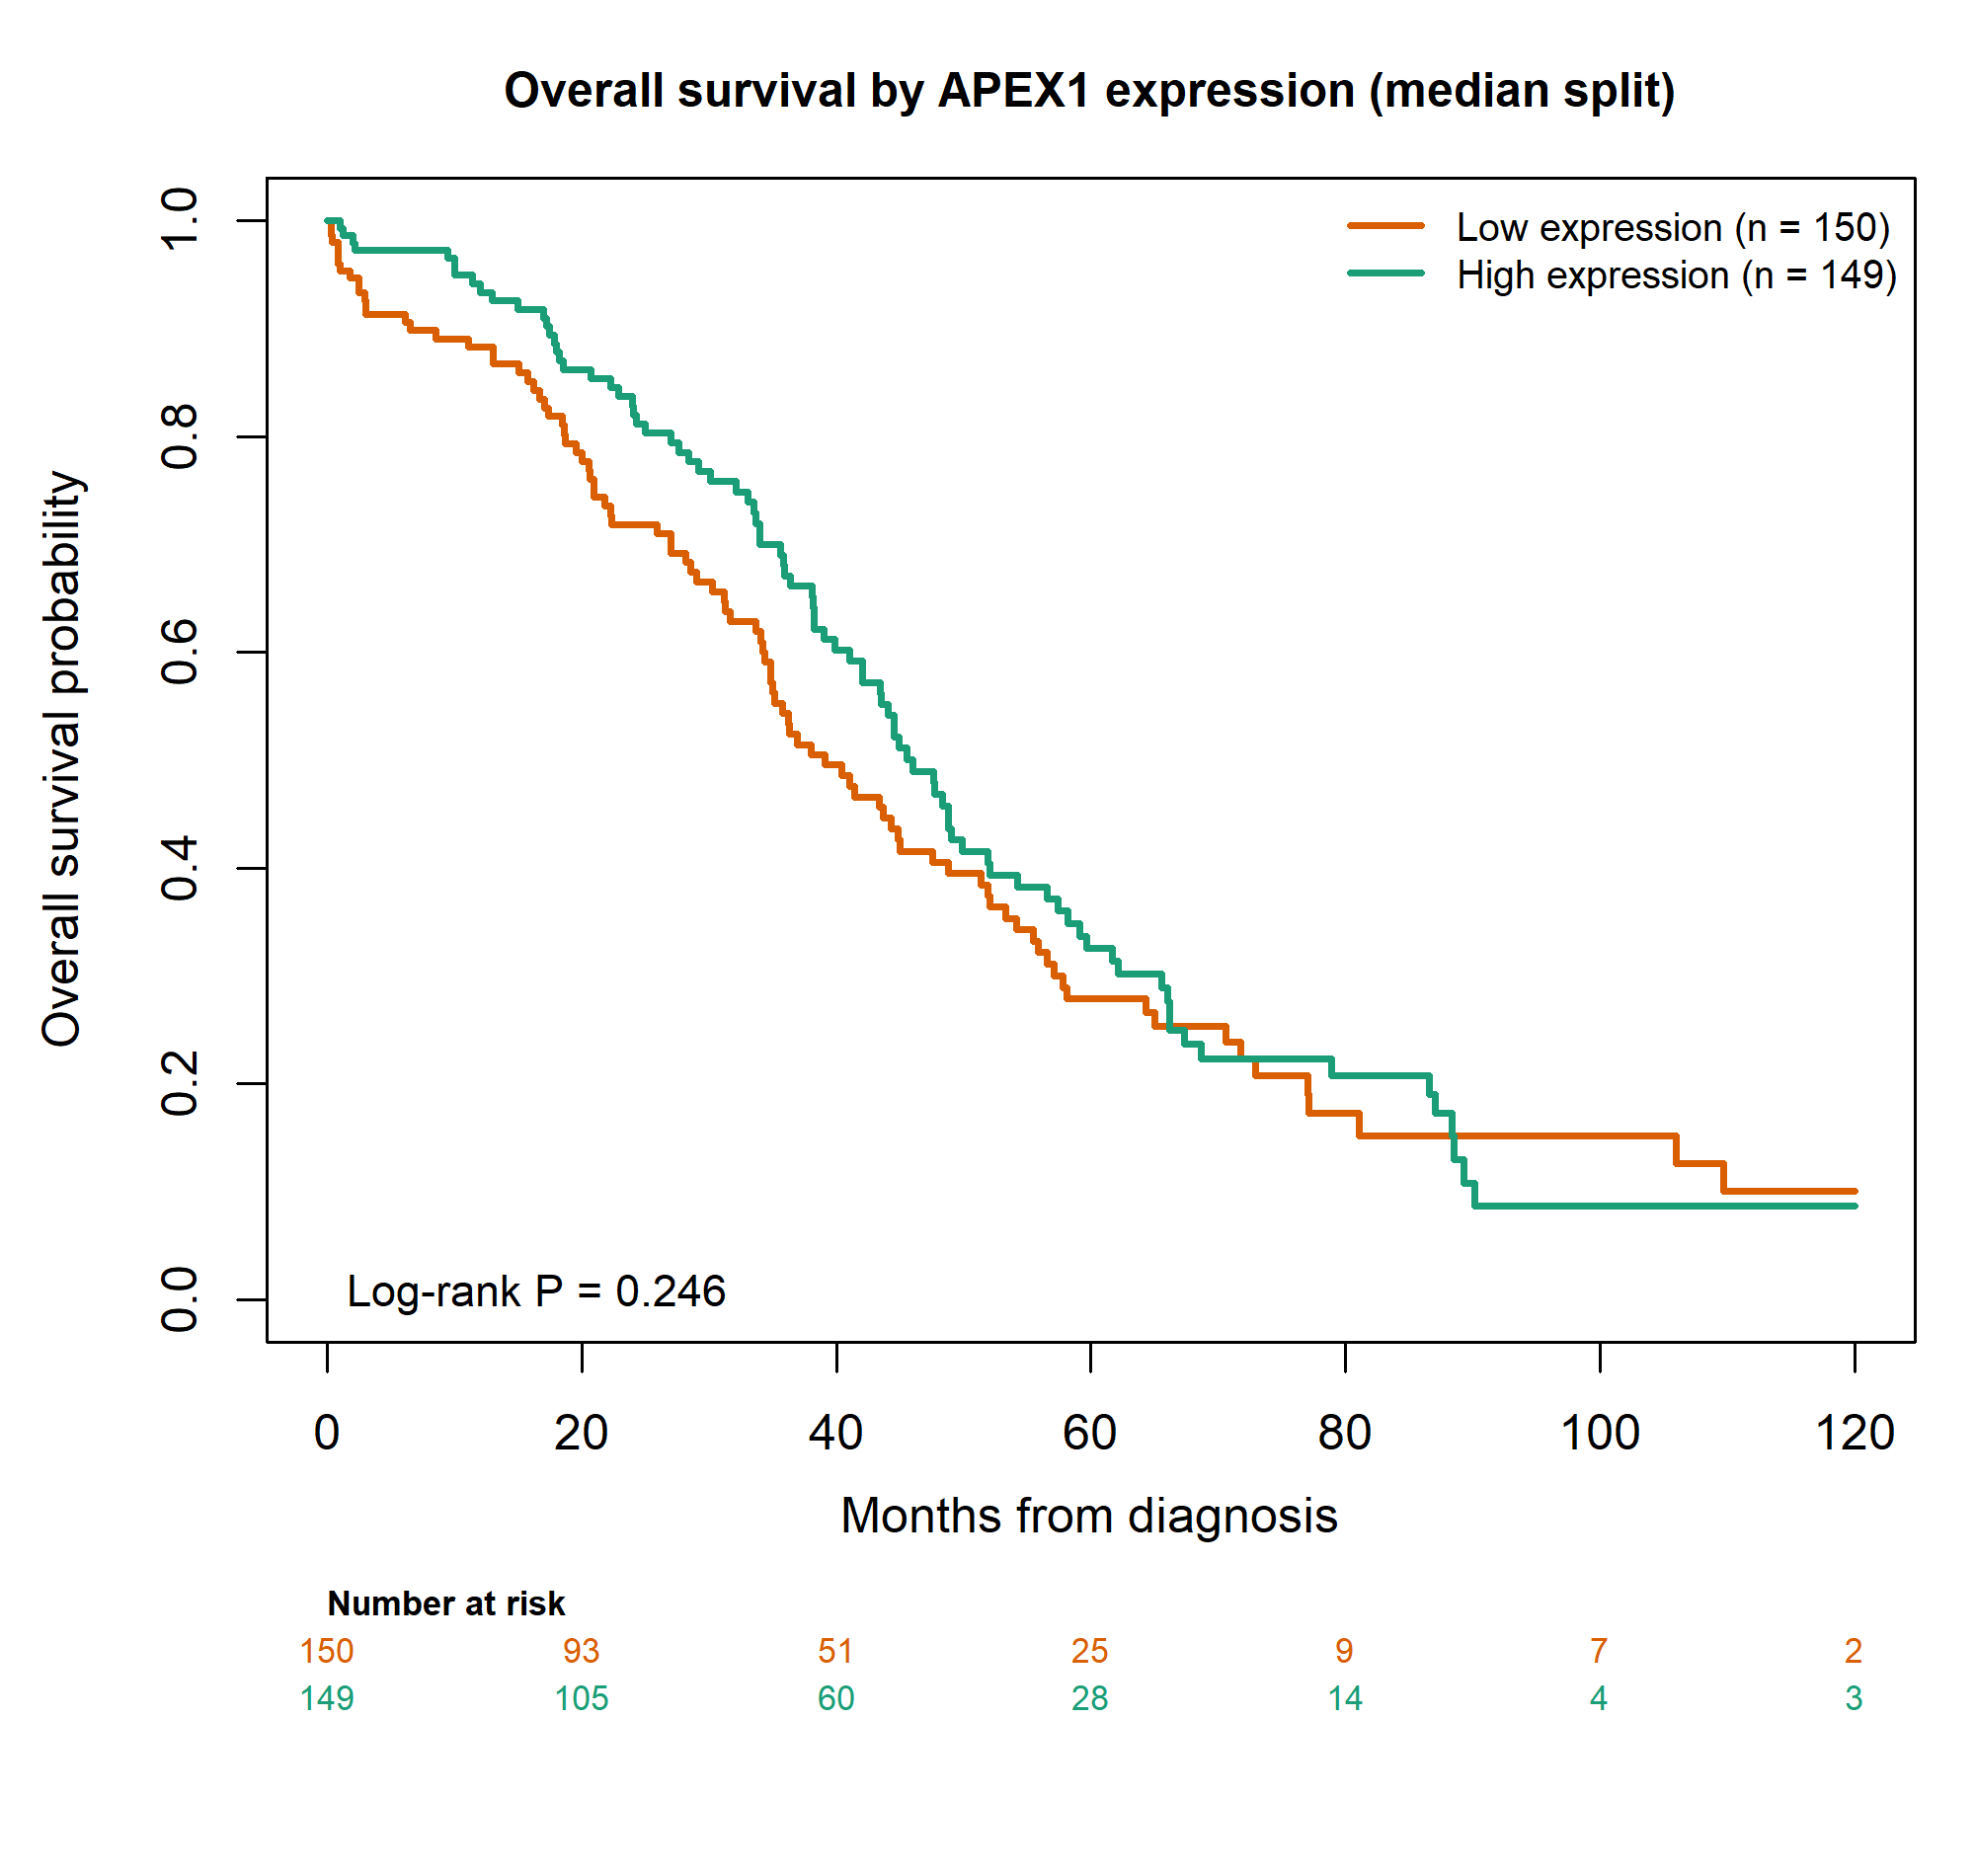 Overall survival by APEX1 expression (median split)
Low expression (n = 150)
High expression (n = 149)
Overall survival probability
1.0
0.8
0.6
0.4
0.2
0.0
Log-rank P = 0.246
0 20 40 60 80 100 120
Months from diagnosis
Number at risk
150 93 51 25 9 7 2
149 105 60 28 14 4 3